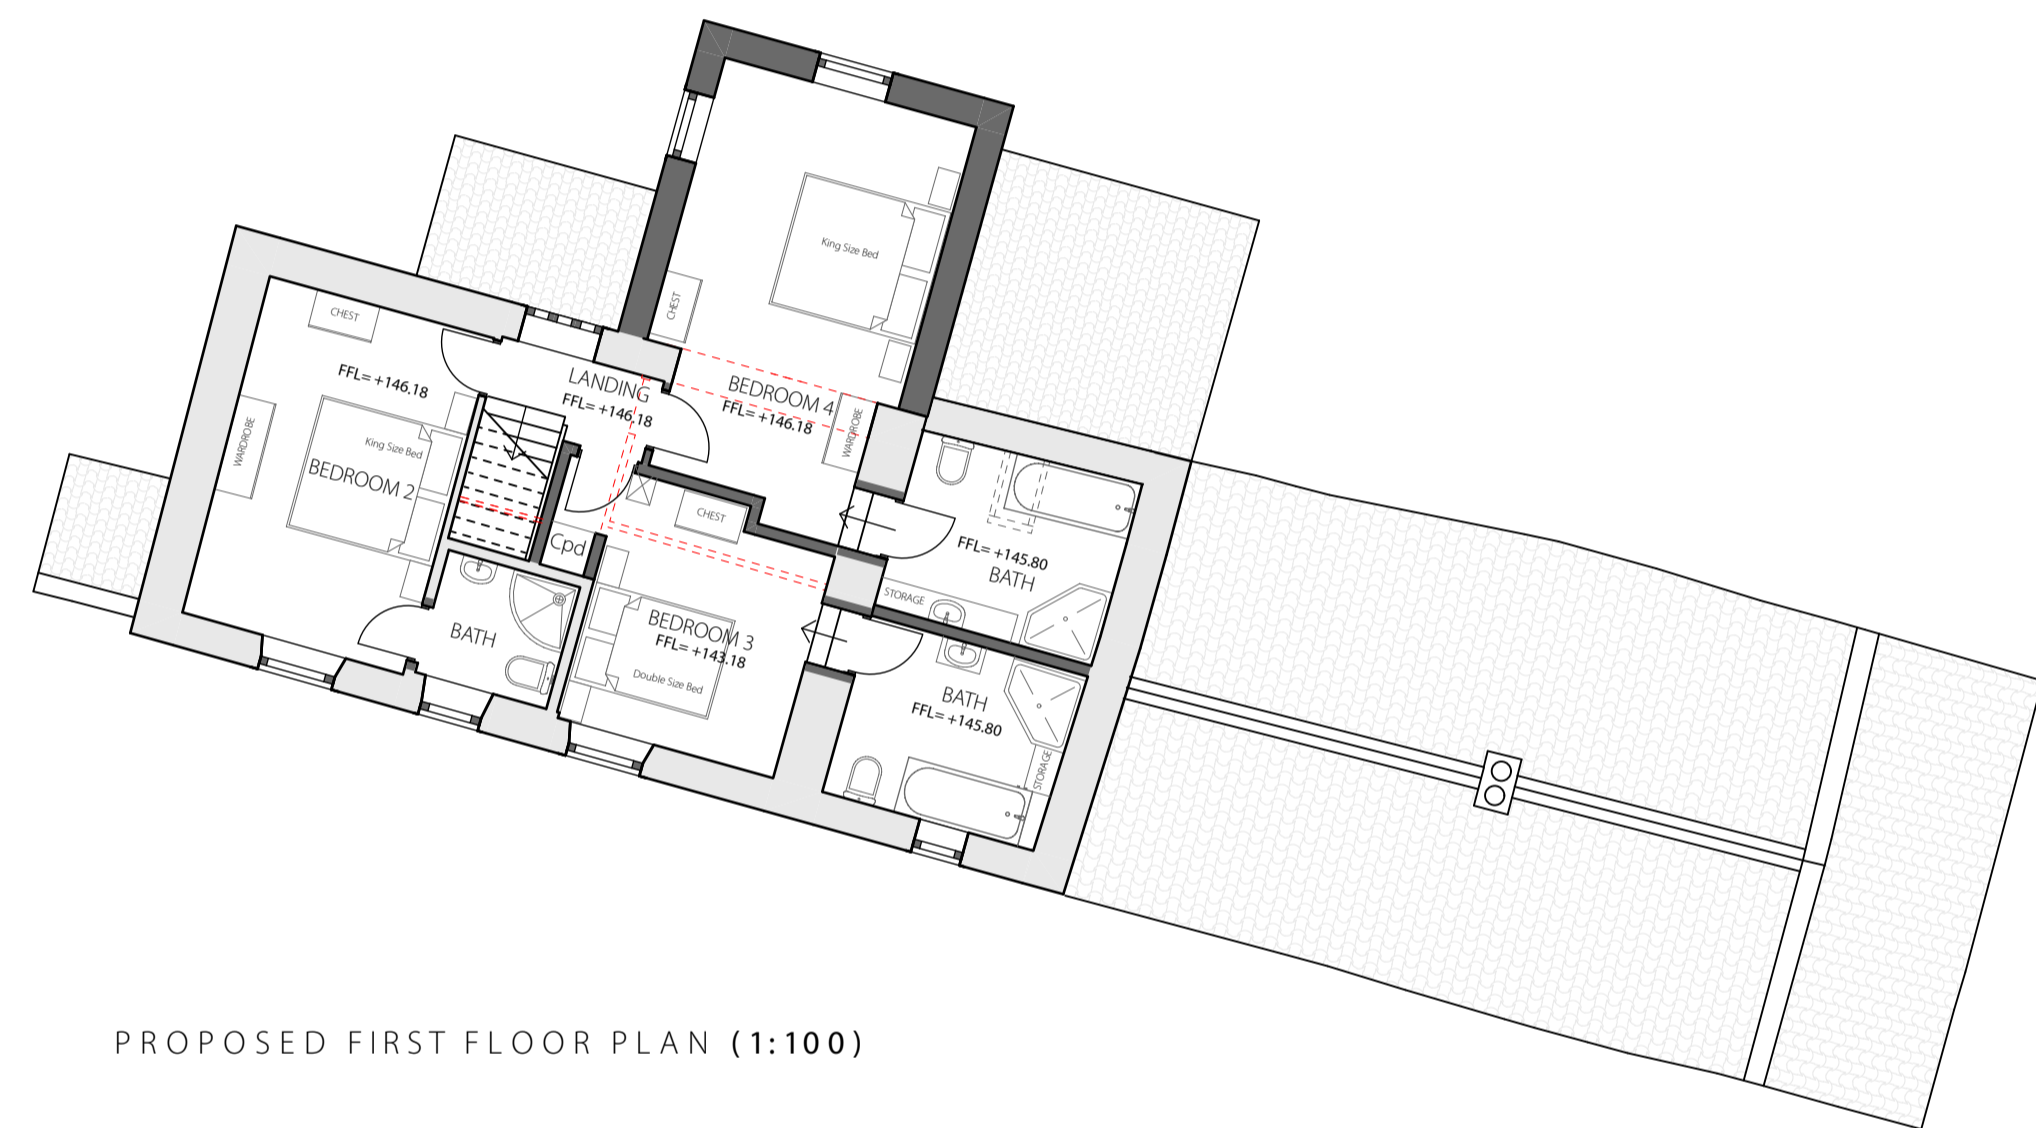 King Size Bed
CHEST
CHEST
FFL= +146.18
LANDING
FFL= +146.18
BEDROOM 4
FFL= +146.18
WARDROBE
WARDROBE
King Size Bed
BEDROOM 2
CHEST
Cpd
FFL= +145.80
BATH
STORAGE
BATH
BEDROOM 3
FFL= +143.18
Double Size Bed
BATH
FFL= +145.80
STORAGE
PROPOSED FIRST FLOOR PLAN (1:100)